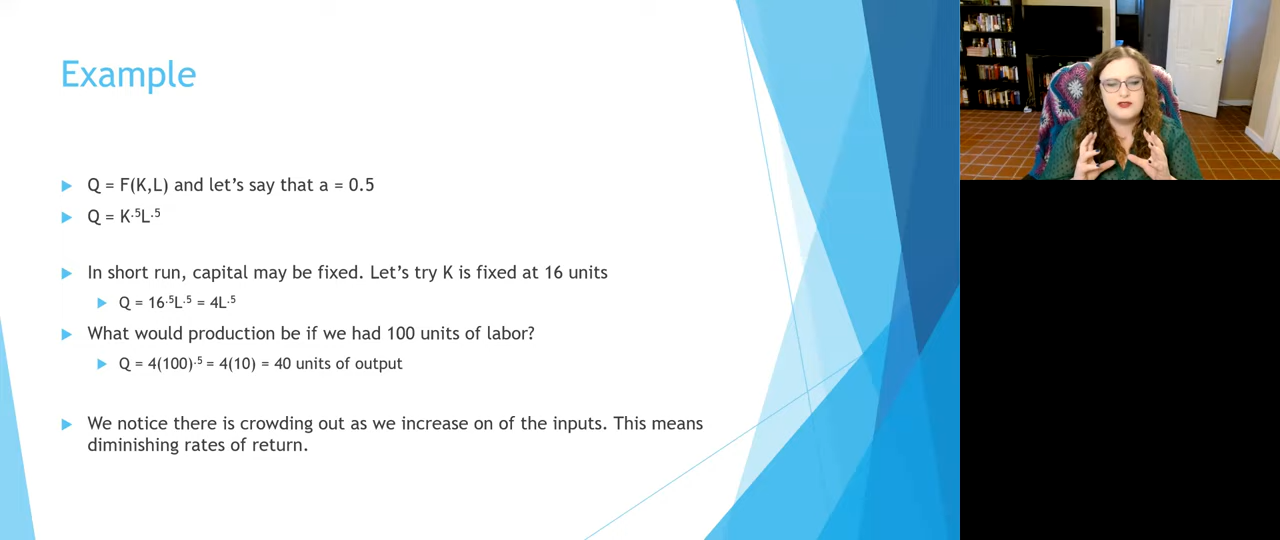 Example
Q = F(K,L) and let's say that a = 0.5
Q = K.5L.5
In short run, capital may be fixed. Let's try K is fixed at 16 units
Q = 16.5L.5 = 4L.5
What would production be if we had 100 units of labor?
Q = 4(100).5 = 4(10) = 40 units of output
We notice there is crowding out as we increase on of the inputs. This means
diminishing rates of return.